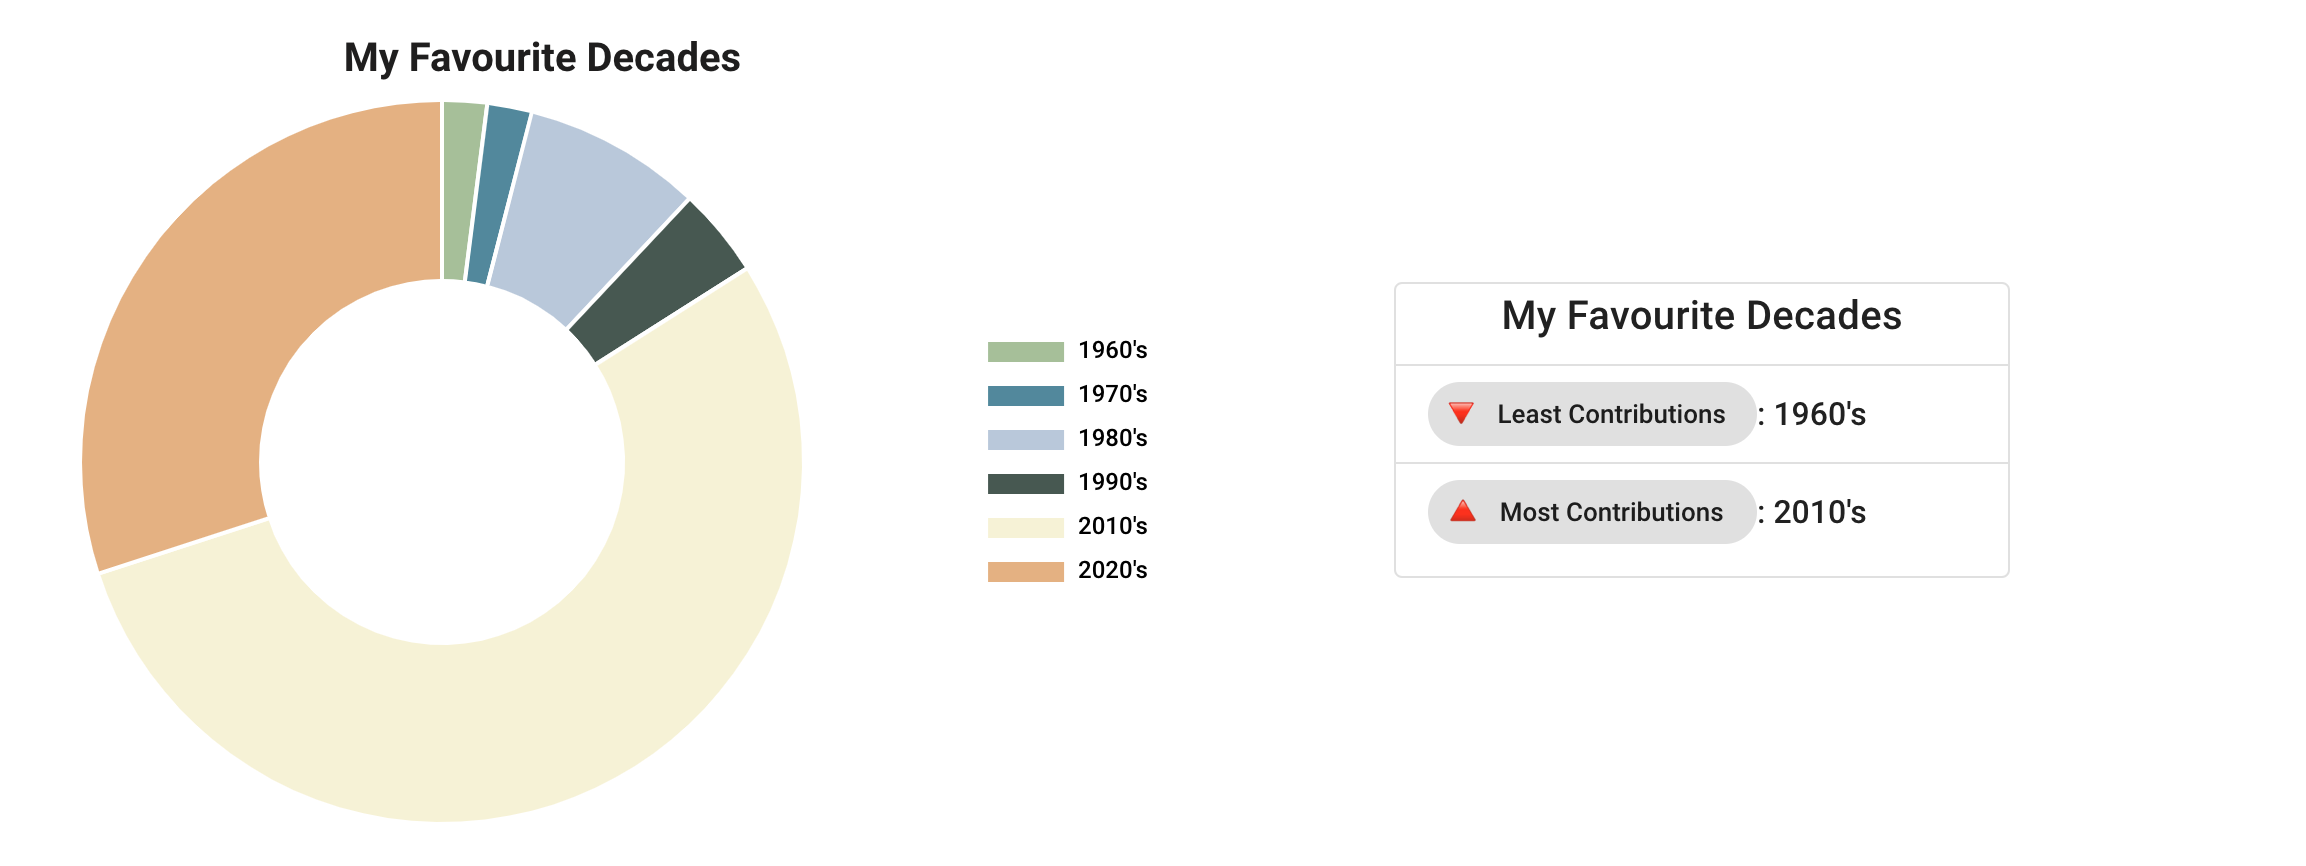 My Favourite Decades
1960's
1970's
1980's
1990's
2010's
2020's
My Favourite Decades
Least Contributions : 1960's
Most Contributions : 2010's